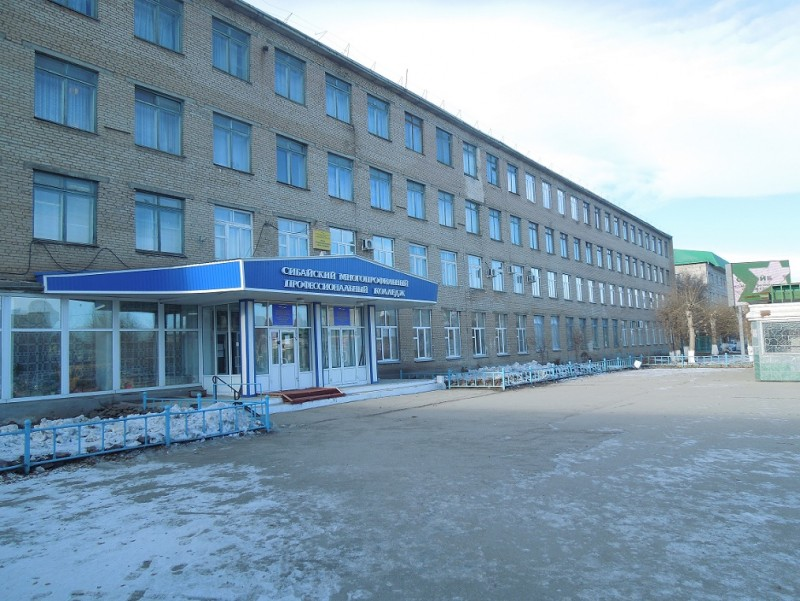 СИБАЙСКИЙ МНОГОПРОФИЛЬНЫЙ
ПРОФЕССИОНАЛЬНЫЙ КОЛЛЕДЖ